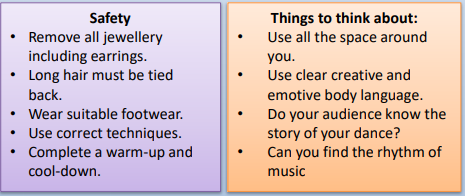 Safety
• Remove all jewellery
including earrings.
• Long hair must be tied
back.
• Wear suitable footwear.
• Use correct techniques.
• Complete a warm-up and
cool-down.
Things to think about:
• Use all the space around
you.
• Use clear creative and
emotive body language.
• Do your audience know the
story of your dance?
• Can you find the rhythm of
music